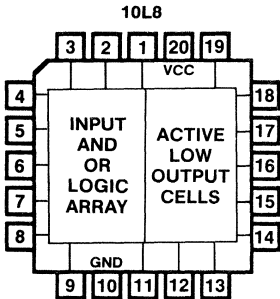 10L8
3 2 1 20 19
VCC
4 18
5 17
6 16
7 15
8 14
INPUT
AND
OR
LOGIC
ARRAY
ACTIVE
LOW
OUTPUT
CELLS
GND
9 10 11 12 13